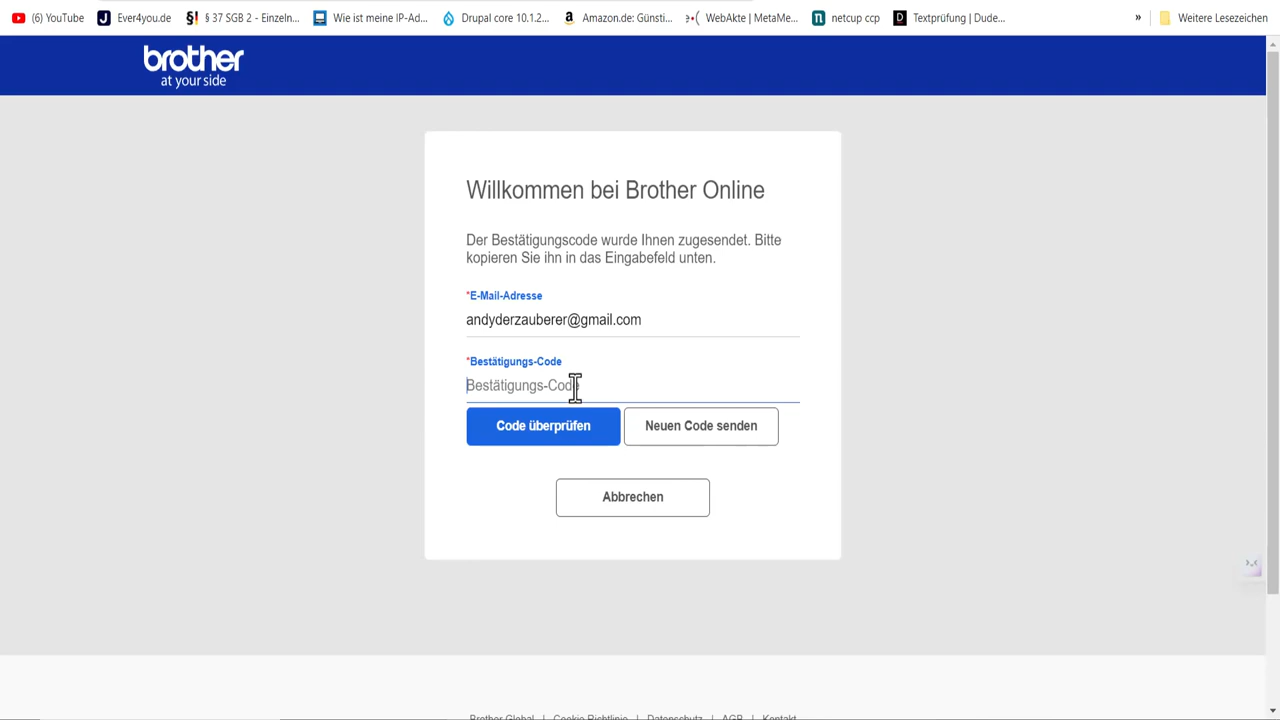 (6) YouTube
Ever4you.de
§ 37 SGB 2 - Einzeln...
Wie ist meine IP-Ad...
Drupal core 10.1.2...
Amazon.de: Günsti...
WebAkte | MetaMe...
netcup ccp
Textprüfung | Dude...
»
Weitere Lesezeichen
brother
at your side
Willkommen bei Brother Online
Der Bestätigungscode wurde Ihnen zugesendet. Bitte
kopieren Sie ihn in das Eingabefeld unten.
*E-Mail-Adresse
andyderzauberer@gmail.com
*Bestätigungs-Code
Bestätigungs-Code
Code überprüfen
Neuen Code senden
Abbrechen
Brother Global | Cookie Richtlinie | Datenschutz | AGB | Kontakt